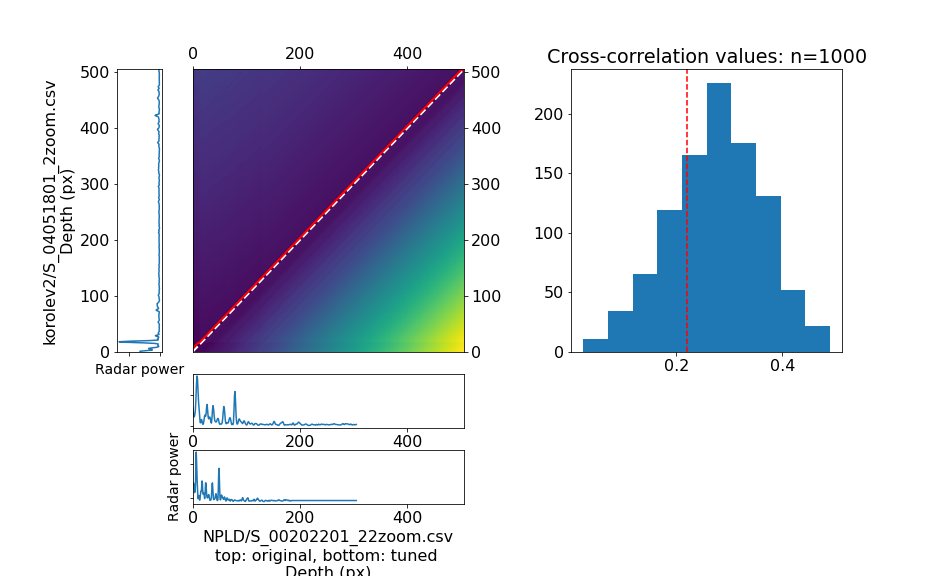 Cross-correlation values: n=1000
0 200 400
500
400
300
200
100
0
korolev2/S_04051801_2zoom.csv
Depth (px)
Radar power
500
400
300
200
100
0
200
150
100
50
0
0.2 0.4
0 200 400
Radar power
0 200 400
NPLD/S_00202201_22zoom.csv
top: original, bottom: tuned
Depth (px)